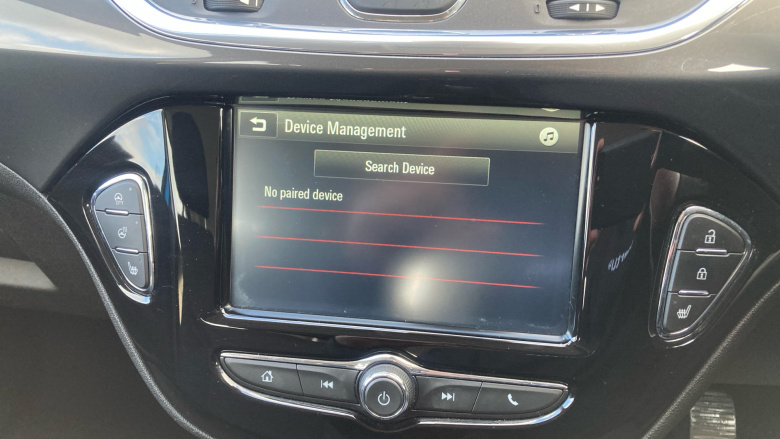 Device Management
Search Device
No paired device